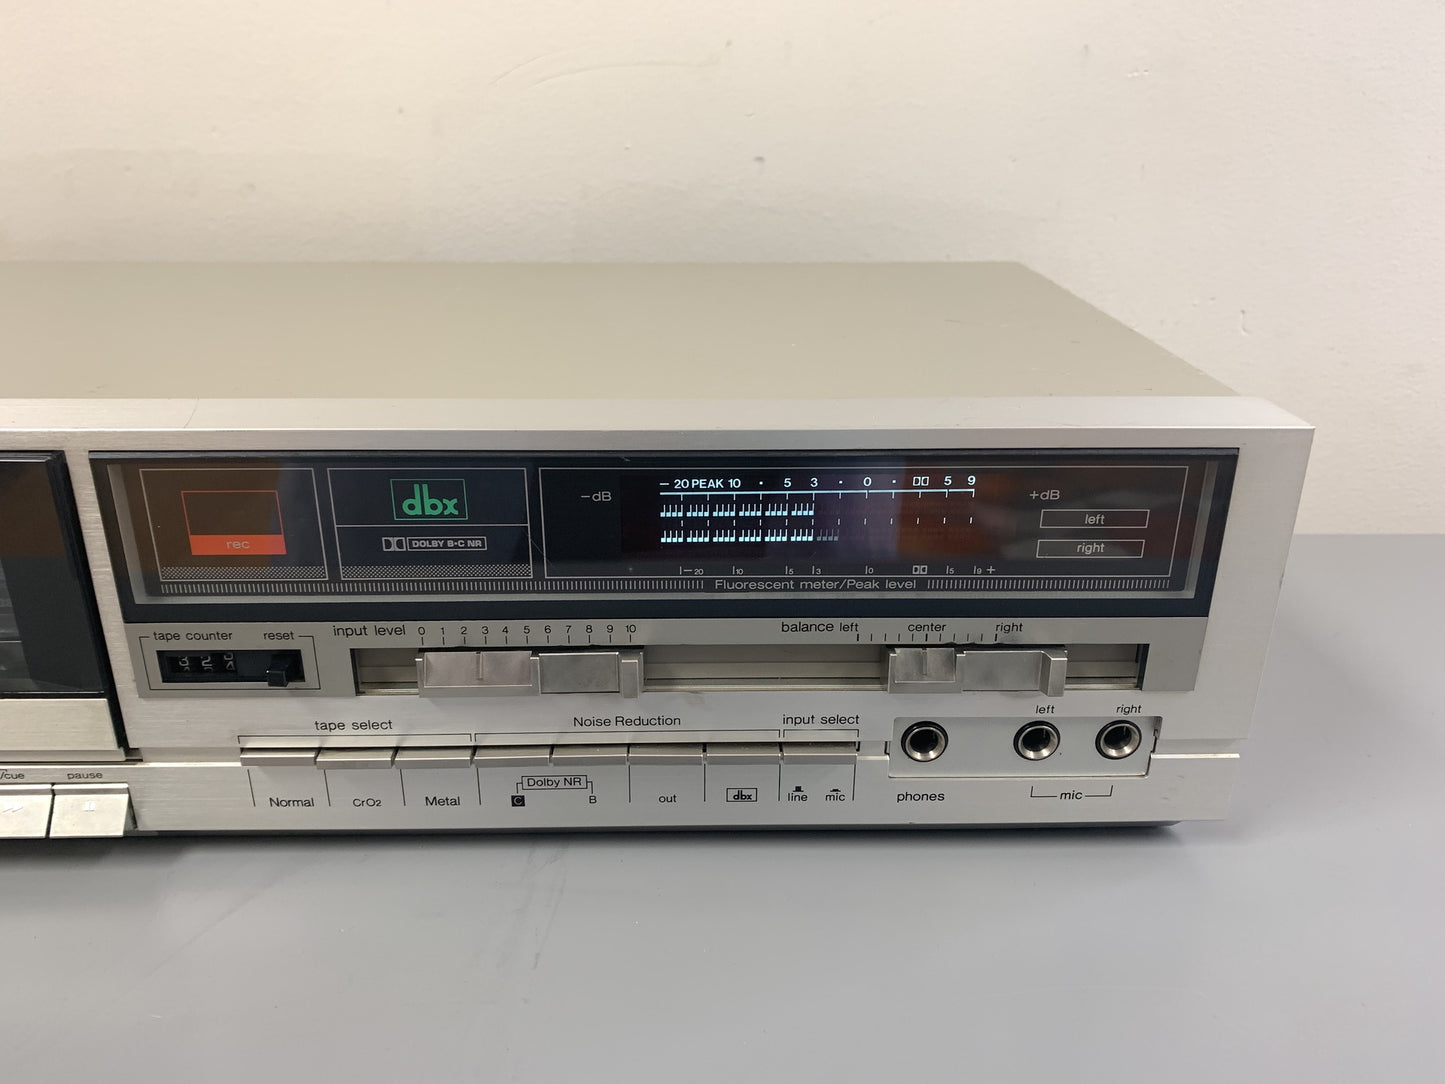 − 20 PEAK 10 • 5 3 • 0 • 5 9
−dB
+dB
dbx
left
rec
DOLBY B•C NR
right
−20 10 5 3 0 5 9 +
Fluorescent meter/Peak level
tape counter reset
input level 0 1 2 3 4 5 6 7 8 9 10
balance left center right
tape select
Noise Reduction
input select
left right
/cue pause
Dolby NR
Normal CrO2 Metal C B out dbx line mic
phones mic